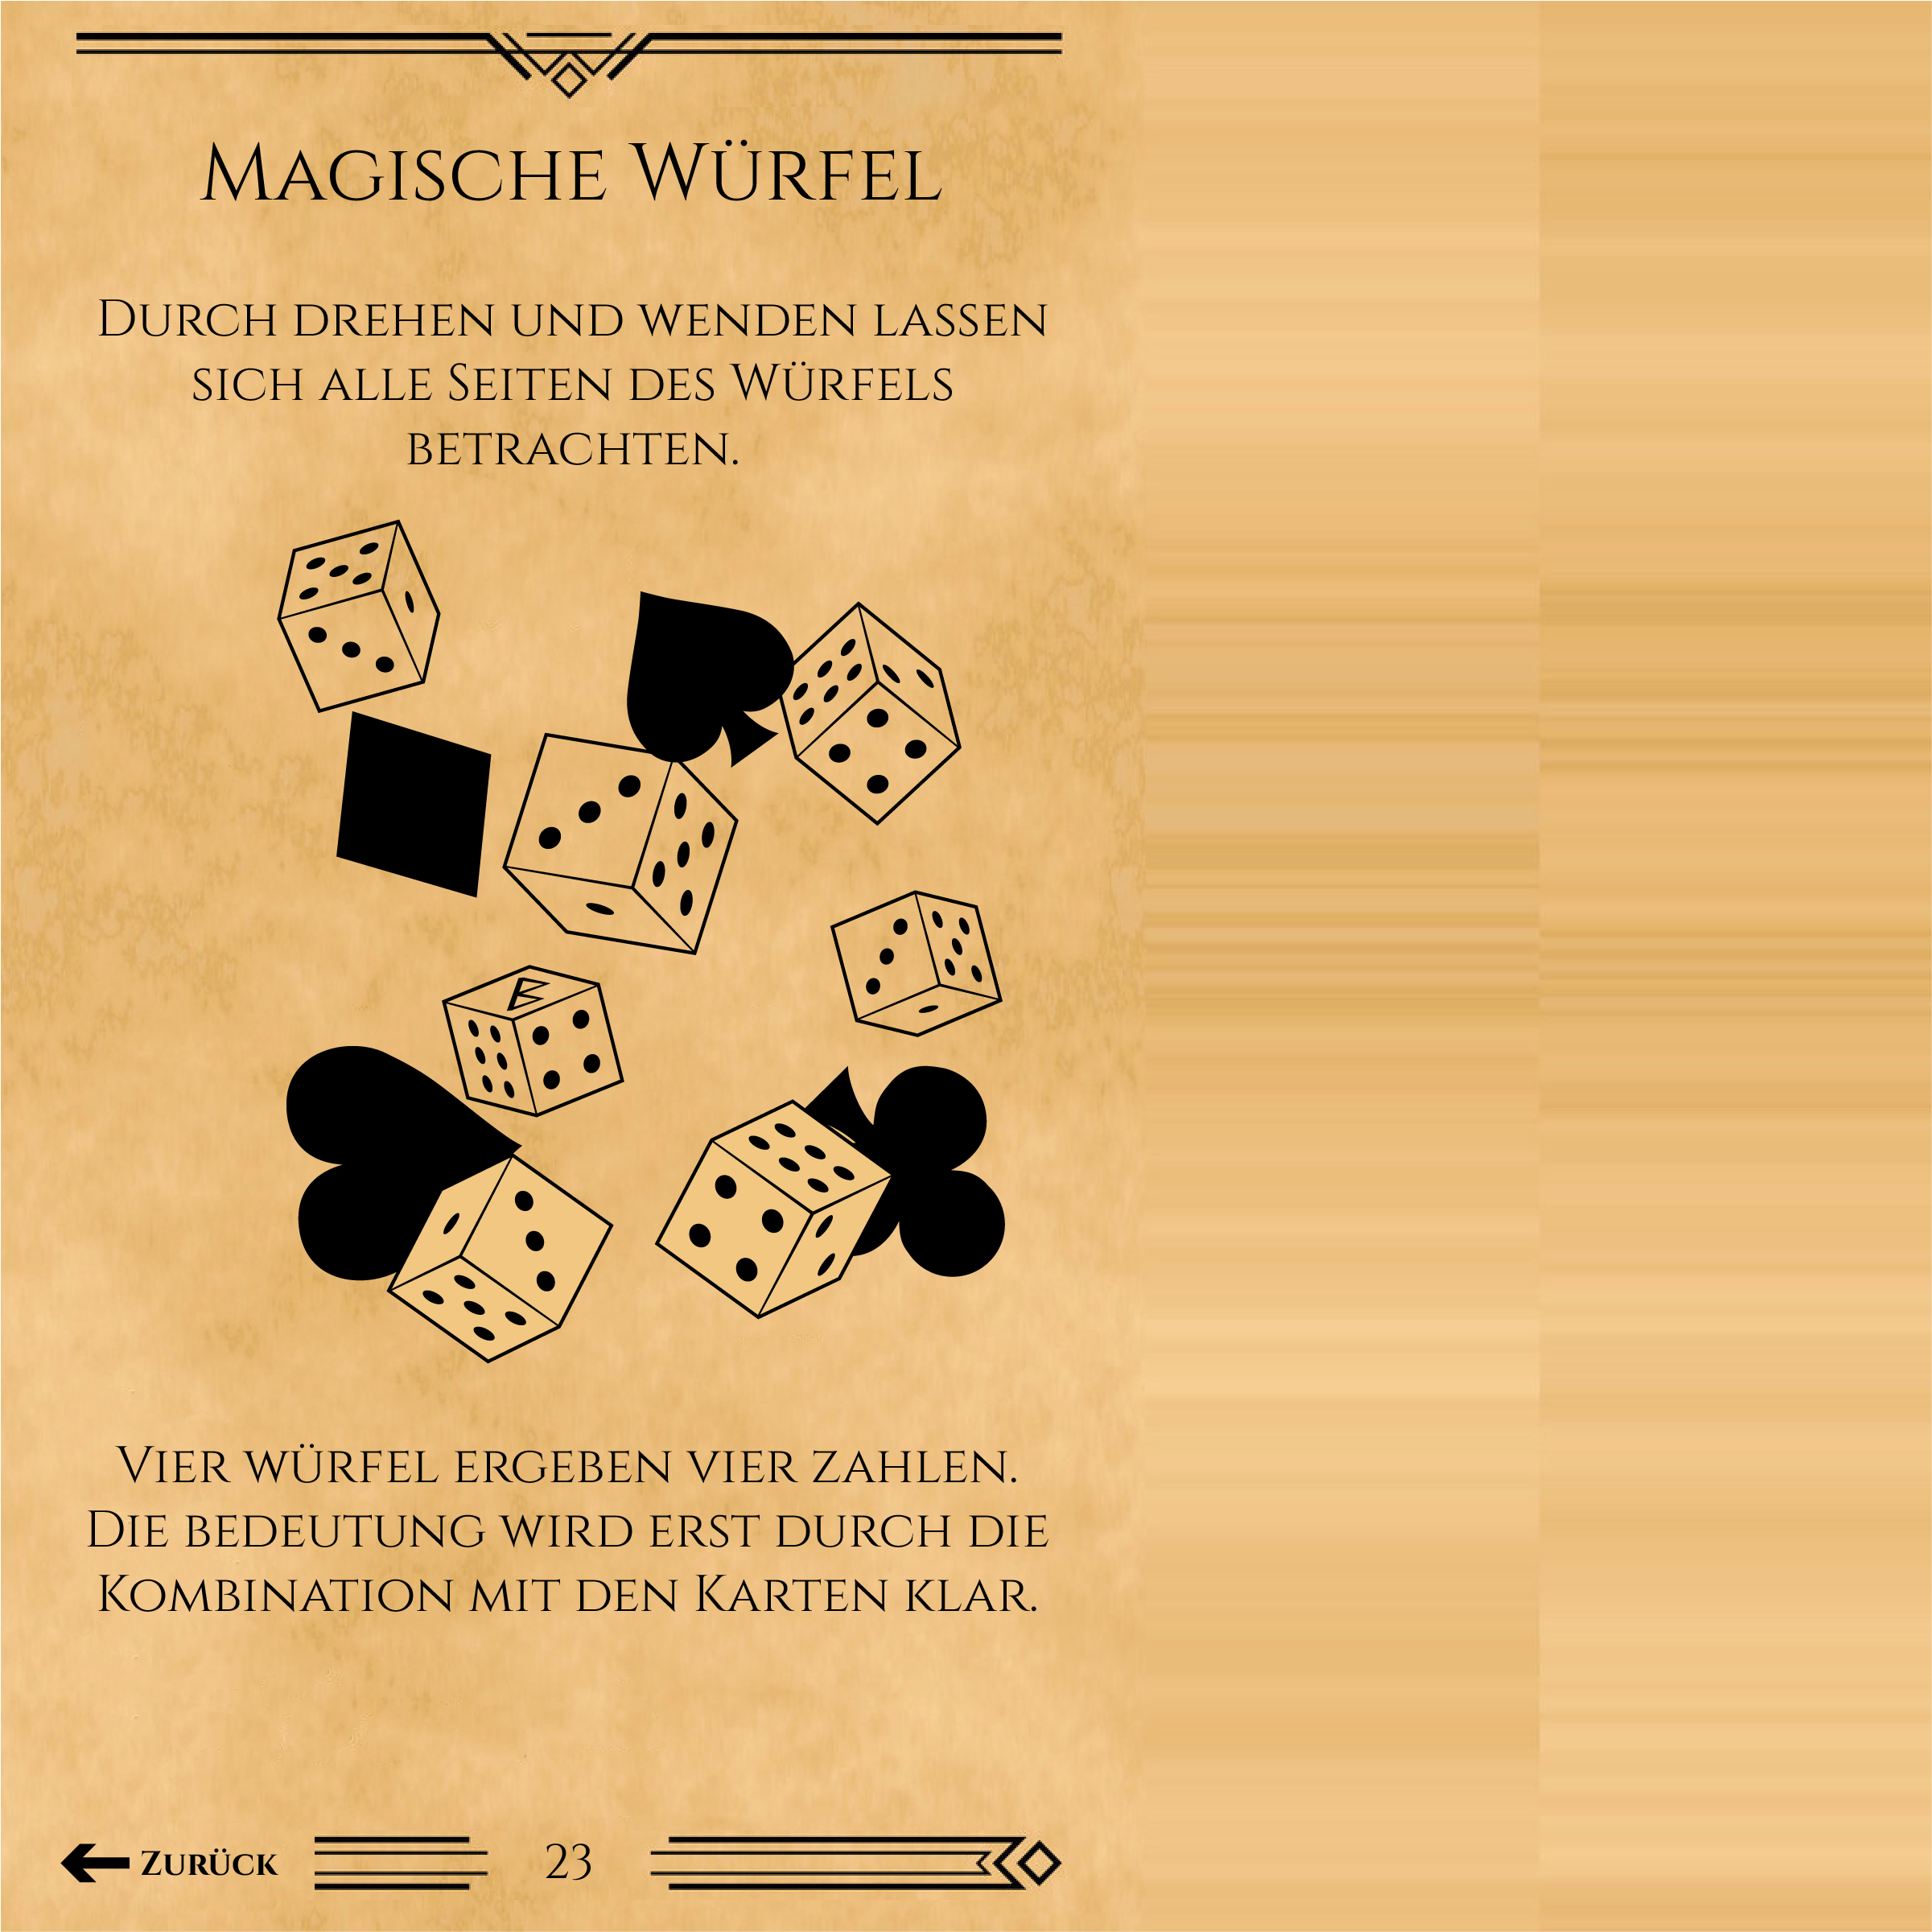 Magische Würfel
Durch drehen und wenden lassen
sich alle Seiten des Würfels
betrachten.
B
Vier würfel ergeben vier zahlen.
Die bedeutung wird erst durch die
Kombination mit den Karten klar.
Zurück
23